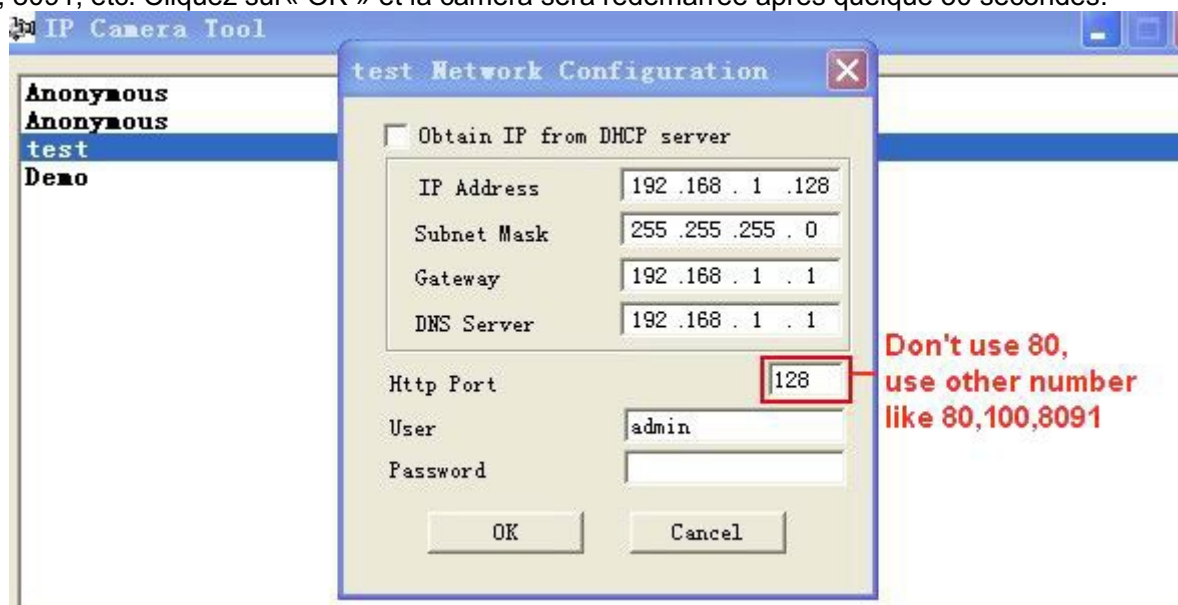 , 8091, etc. Cliquez sur « OK » et la caméra sera redémarrée après quelque 30 secondes.
IP Camera Tool
test Network Configuration
Anonymous
Anonymous
test
Demo
Obtain IP from DHCP server
IP Address 192 .168 . 1 .128
Subnet Mask 255 .255 .255 . 0
Gateway 192 .168 . 1 . 1
DNS Server 192 .168 . 1 . 1
Http Port 128
User admin
Password
OK Cancel
Don't use 80,
use other number
like 80,100,8091